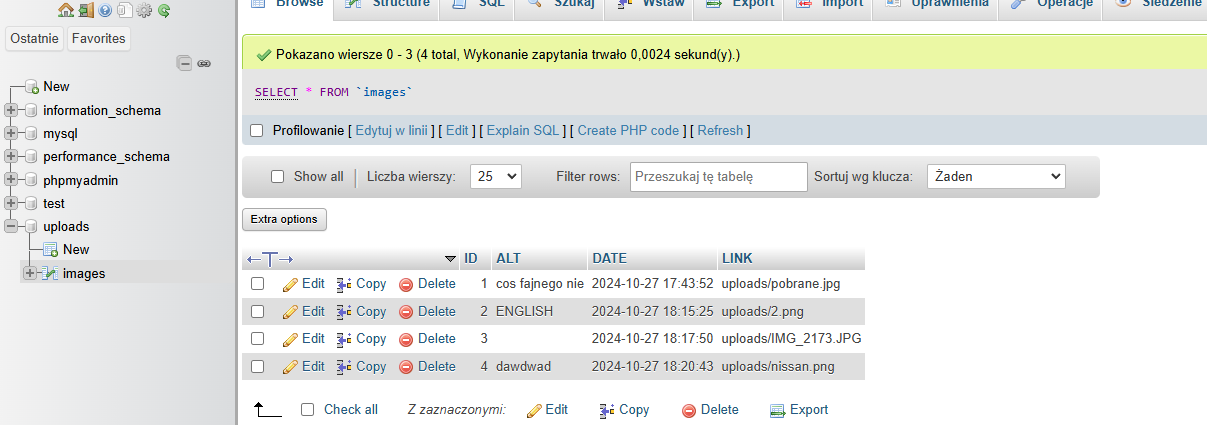 Browse Structure SQL Szukaj Wstaw Export Import Uprawnienia Operacje Śledzenie
Ostatnie Favorites
New
information_schema
mysql
performance_schema
phpmyadmin
test
uploads
New
images
Pokazano wiersze 0 - 3 (4 total, Wykonanie zapytania trwało 0,0024 sekund(y).)
SELECT * FROM `images`
Profilowanie [ Edytuj w linii ] [ Edit ] [ Explain SQL ] [ Create PHP code ] [ Refresh ]
Show all Liczba wierszy: 25 Filter rows: Przeszukaj tę tabelę Sortuj wg klucza: Żaden
Extra options
ID ALT DATE LINK
Edit Copy Delete 1 cos fajnego nie 2024-10-27 17:43:52 uploads/pobrane.jpg
Edit Copy Delete 2 ENGLISH 2024-10-27 18:15:25 uploads/2.png
Edit Copy Delete 3 2024-10-27 18:17:50 uploads/IMG_2173.JPG
Edit Copy Delete 4 dawdwad 2024-10-27 18:20:43 uploads/nissan.png
Check all Z zaznaczonymi: Edit Copy Delete Export